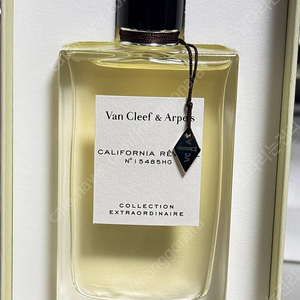 Van Cleef & Arpels
CALIFORNIA
N°15485HG
COLLECTION
EXTRAORDINAIRE